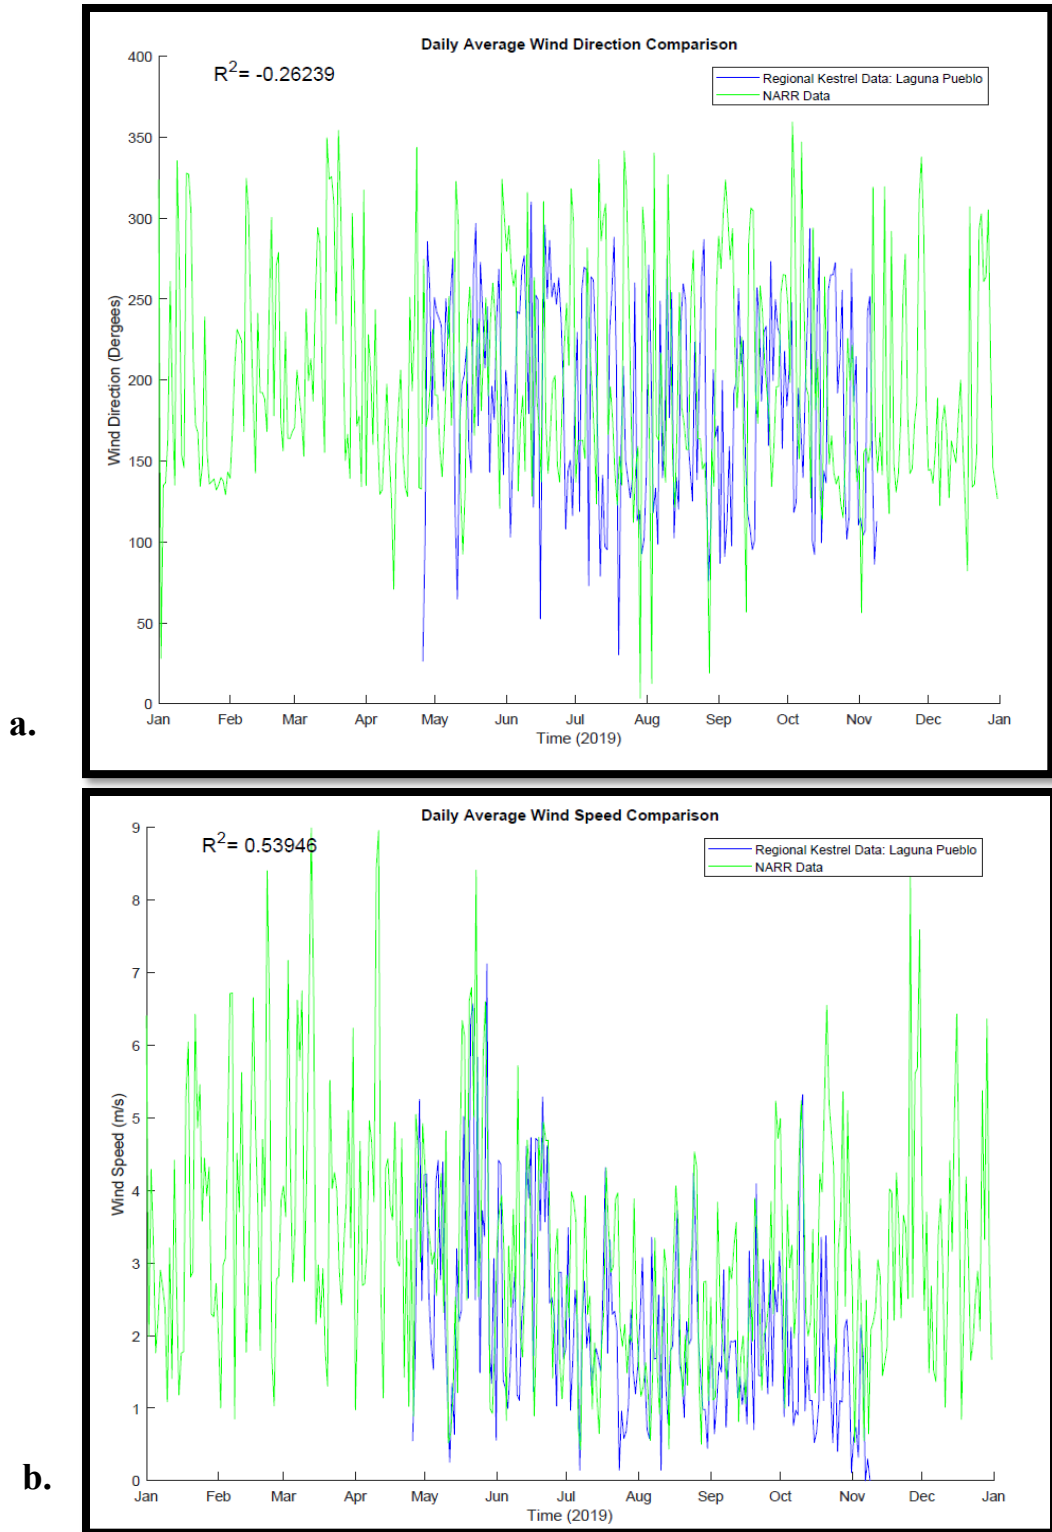 Daily Average Wind Direction Comparison
400
R2= -0.26239
Regional Kestrel Data: Laguna Pueblo
NARR Data
350
300
250
200
150
100
50
0
Wind Direction (Dergees)
Jan Feb Mar Apr May Jun Jul Aug Sep Oct Nov Dec Jan
Time (2019)
a.
Daily Average Wind Speed Comparison
9
R2= 0.53946
Regional Kestrel Data: Laguna Pueblo
NARR Data
8
7
6
5
4
3
2
1
0
Wind Speed (m/s)
Jan Feb Mar Apr May Jun Jul Aug Sep Oct Nov Dec Jan
Time (2019)
b.